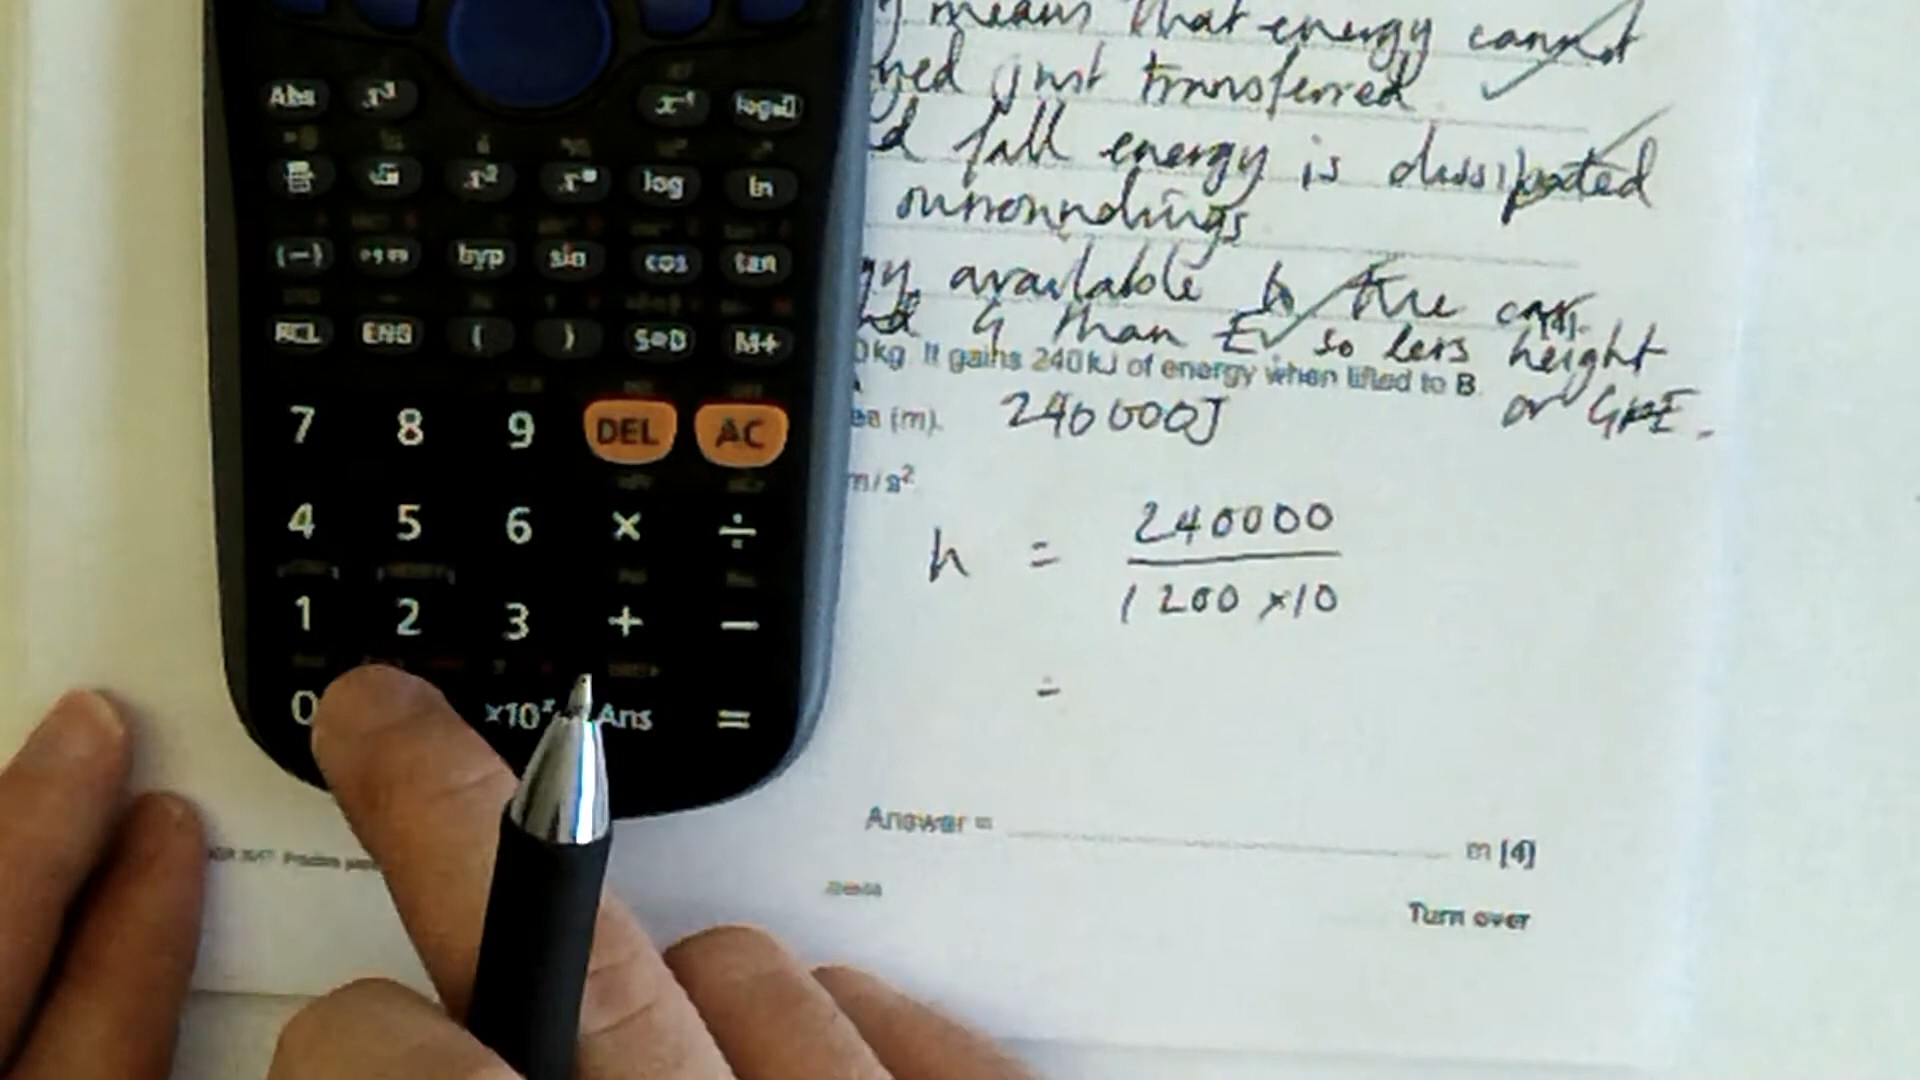 means that energy cannot
just transferred
fall energy is dissipated
surroundings
available to the car
G than E so less height
kg. It gains 240kJ of energy when lifted to B.
or GPE.
(m). 240000J
m/s²
h = 240000
1200 ×10
=
Answer = m [4]
Turn over
Abs x³ x⁻¹
x² log ln
(−) hyp sin cos tan
RCL ENG ( ) S⇔D M+
7 8 9 DEL AC
4 5 6 × ÷
1 2 3 + −
0 ×10ˣ Ans =